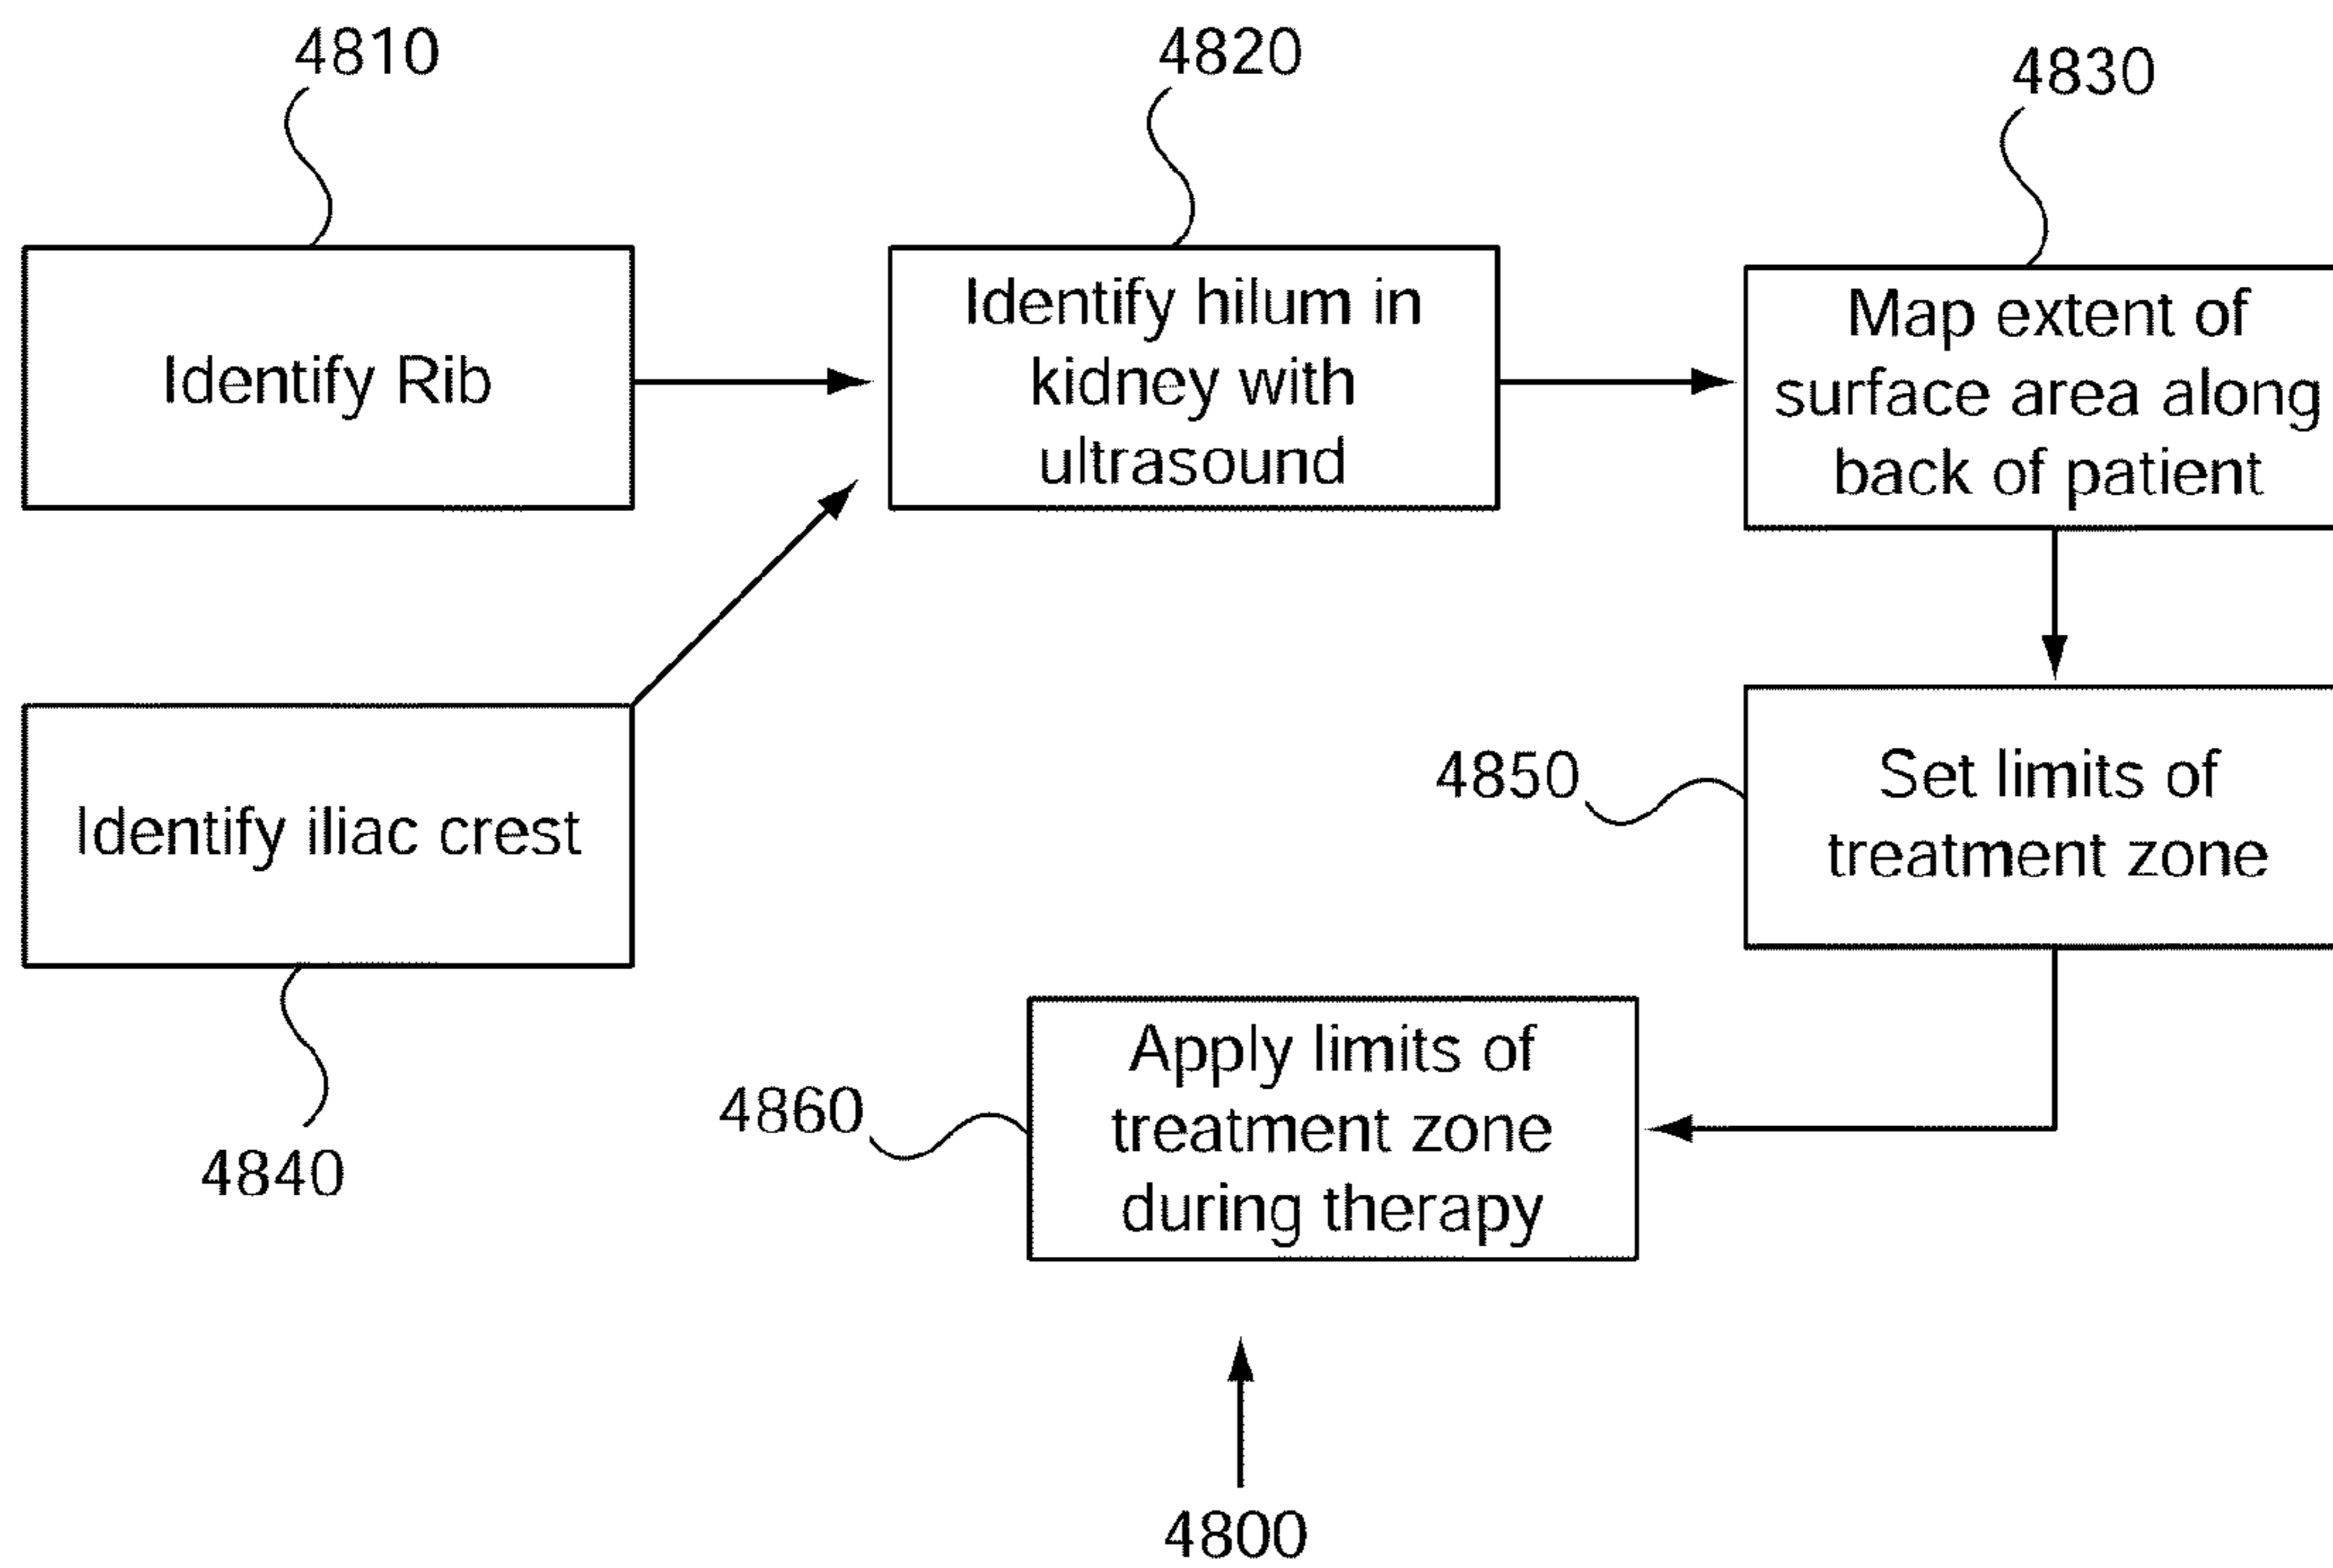 4810
4820
4830
Identify Rib
Identify hilum in
kidney with
ultrasound
Map extent of
surface area along
back of patient
Identify iliac crest
4840
4850
Set limits of
treatment zone
4860
Apply limits of
treatment zone
during therapy
4800